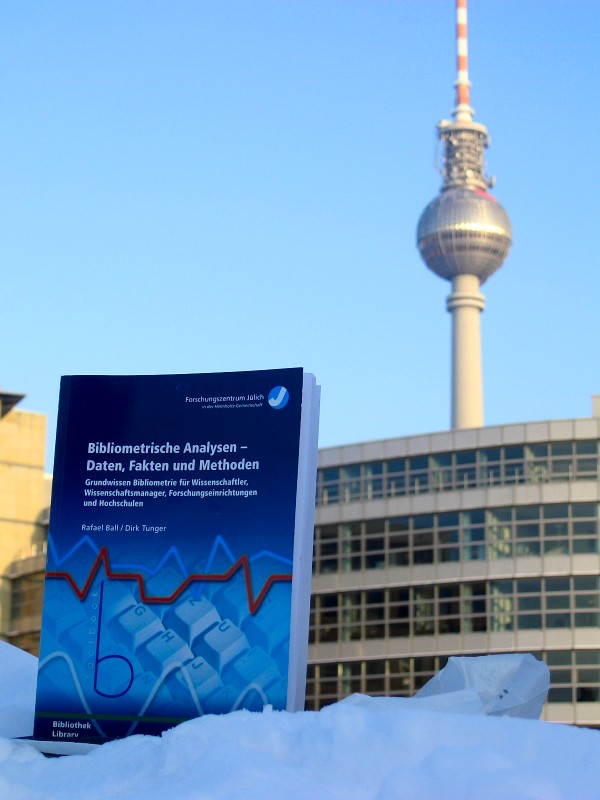 Forschungszentrum Jülich
in der Helmholtz-Gemeinschaft
Bibliometrische Analysen –
Daten, Fakten und Methoden
Grundwissen Bibliometrie für Wissenschaftler,
Wissenschaftsmanager, Forschungseinrichtungen
und Hochschulen
Rafael Ball / Dirk Tunger
G
H
U
J
b
Bibliothek
Library